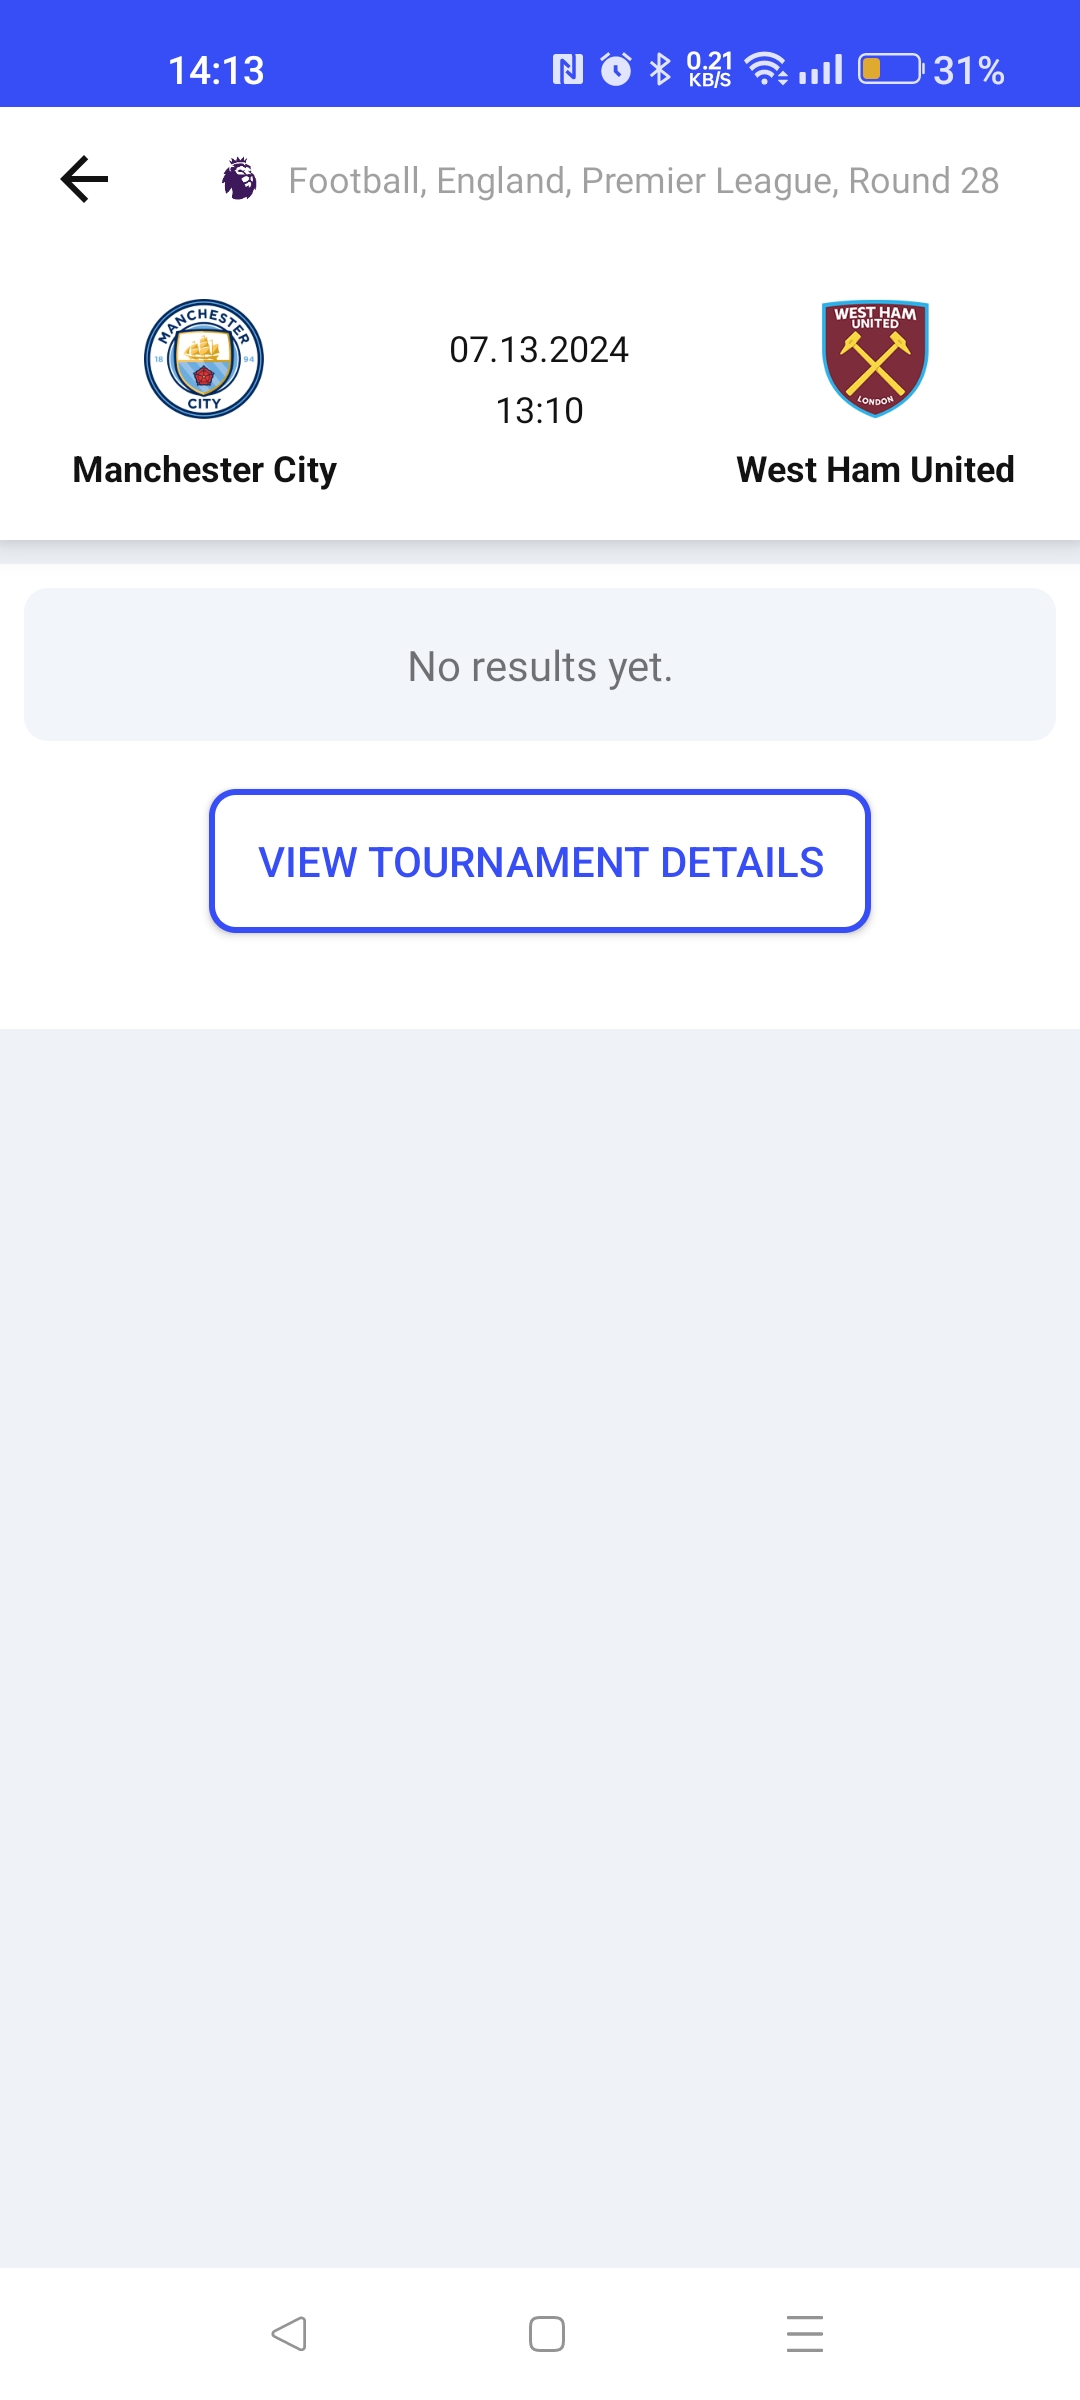 14:13
0.21
KB/S
31%
Football, England, Premier League, Round 28
MANCHESTER
18 94
CITY
WEST HAM
UNITED
LONDON
07.13.2024
13:10
Manchester City
West Ham United
No results yet.
VIEW TOURNAMENT DETAILS